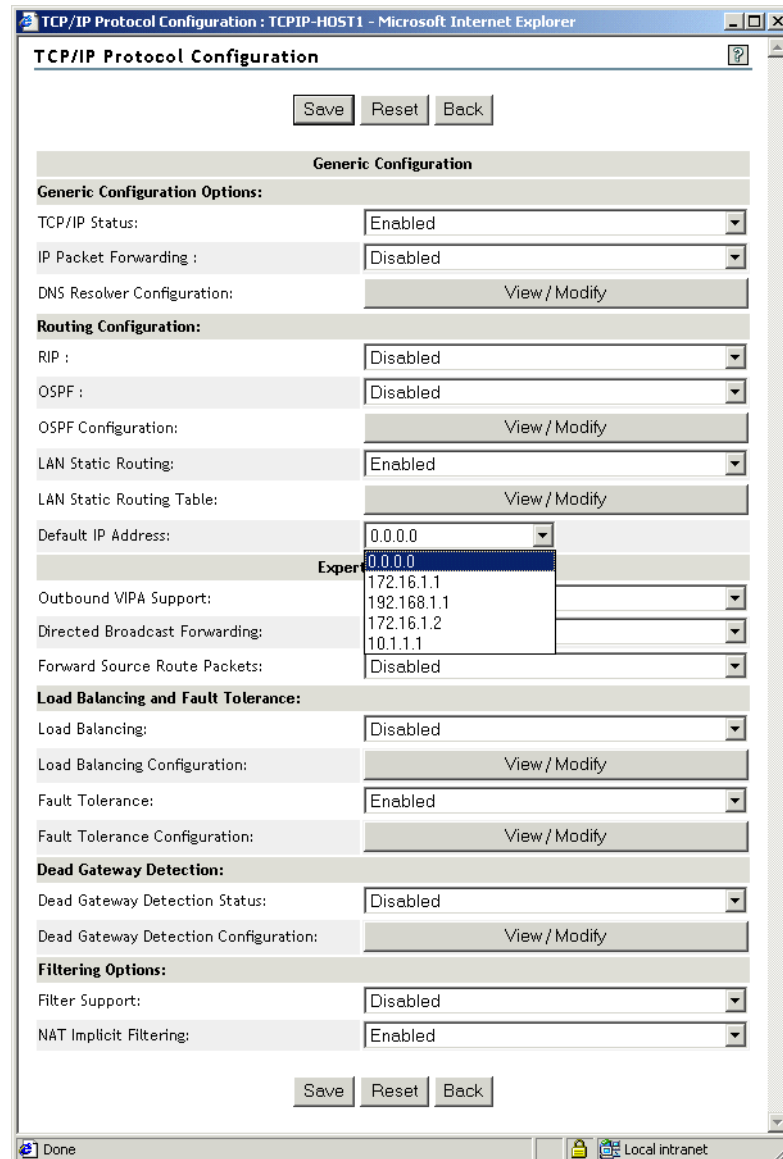 TCP/IP Protocol Configuration : TCPIP-HOST1 - Microsoft Internet Explorer
TCP/IP Protocol Configuration
?
Save Reset Back
Generic Configuration
Generic Configuration Options:
TCP/IP Status: Enabled
IP Packet Forwarding : Disabled
DNS Resolver Configuration: View / Modify
Routing Configuration:
RIP : Disabled
OSPF : Disabled
OSPF Configuration: View / Modify
LAN Static Routing: Enabled
LAN Static Routing Table: View / Modify
Default IP Address: 0.0.0.0
0.0.0.0
Expert
172.16.1.1
Outbound VIPA Support:
192.168.1.1
172.16.1.2
Directed Broadcast Forwarding:
10.1.1.1
Forward Source Route Packets: Disabled
Load Balancing and Fault Tolerance:
Load Balancing: Disabled
Load Balancing Configuration: View / Modify
Fault Tolerance: Enabled
Fault Tolerance Configuration: View / Modify
Dead Gateway Detection:
Dead Gateway Detection Status: Disabled
Dead Gateway Detection Configuration: View / Modify
Filtering Options:
Filter Support: Disabled
NAT Implicit Filtering: Enabled
Save Reset Back
Done Local intranet